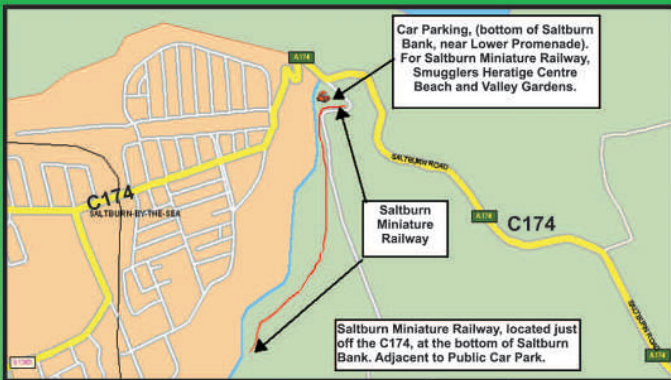 Car Parking, (bottom of Saltburn
Bank, near Lower Promenade).
For Saltburn Miniature Railway,
Smugglers Heratige Centre
Beach and Valley Gardens.
A174
SALTBURN ROAD
C174
SALTBURN-BY-THE-SEA
Saltburn
Miniature
Railway
A174
C174
SALTBURN ROAD
Saltburn Miniature Railway, located just
off the C174, at the bottom of Saltburn
Bank. Adjacent to Public Car Park.
A174